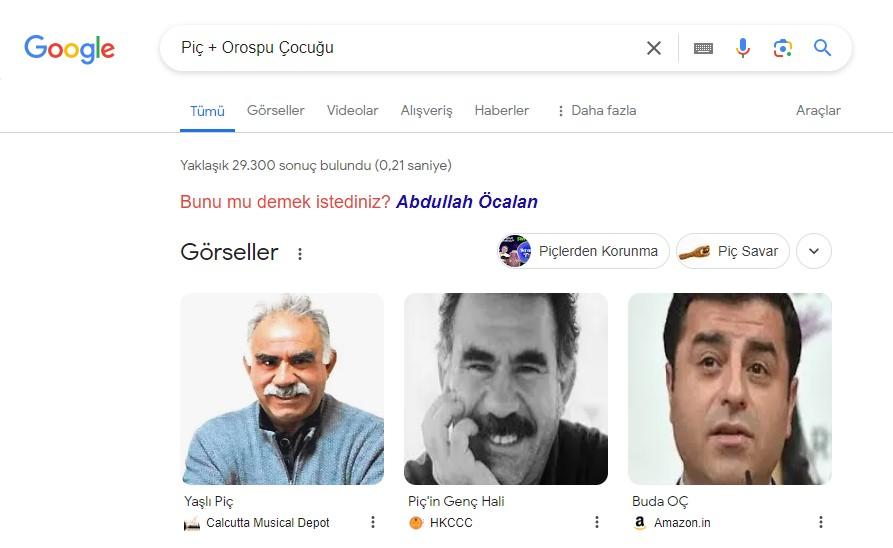 Google
Piç + Orospu Çocuğu
Tümü Görseller Videolar Alışveriş Haberler Daha fazla Araçlar
Yaklaşık 29.300 sonuç bulundu (0,21 saniye)
Bunu mu demek istediniz? Abdullah Öcalan
Görseller Piçlerden Korunma Piç Savar
Yaşlı Piç Piç'in Genç Hali Buda OÇ
Calcutta Musical Depot HKCCC Amazon.in